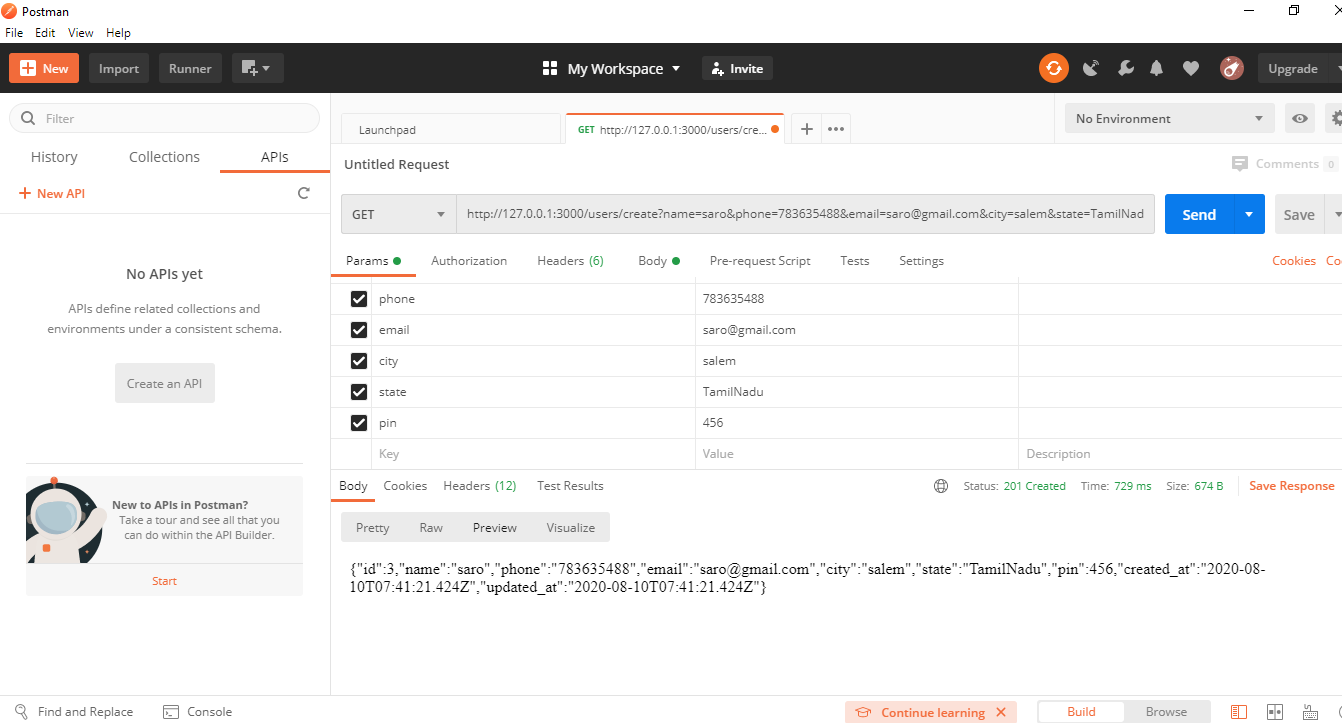 Postman
File Edit View Help
New Import Runner My Workspace Invite Upgrade
Filter
History Collections APIs
New API
No APIs yet
APIs define related collections and
environments under a consistent schema.
Create an API
New to APIs in Postman?
Take a tour and see all that you
can do within the API Builder.
Start
Launchpad GET http://127.0.0.1:3000/users/cre... No Environment
Untitled Request Comments 0
GET http://127.0.0.1:3000/users/create?name=saro&phone=783635488&email=saro@gmail.com&city=salem&state=TamilNad Send Save
Params Authorization Headers (6) Body Pre-request Script Tests Settings Cookies Co
phone 783635488
email saro@gmail.com
city salem
state TamilNadu
pin 456
Key Value Description
Body Cookies Headers (12) Test Results Status: 201 Created Time: 729 ms Size: 674 B Save Response
Pretty Raw Preview Visualize
{"id":3,"name":"saro","phone":"783635488","email":"saro@gmail.com","city":"salem","state":"TamilNadu","pin":456,"created_at":"2020-08-
10T07:41:21.424Z","updated_at":"2020-08-10T07:41:21.424Z"}
Find and Replace Console Continue learning Build Browse